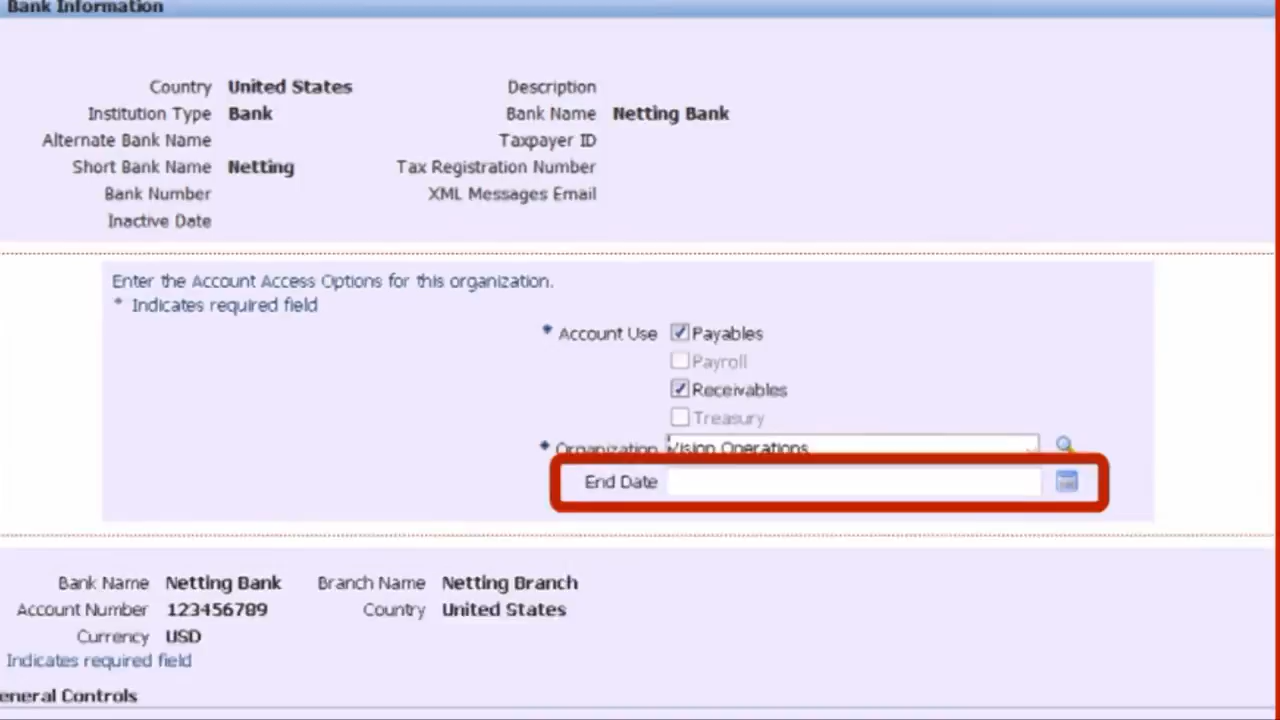 Bank Information
Country United States Description
Institution Type Bank Bank Name Netting Bank
Alternate Bank Name Taxpayer ID
Short Bank Name Netting Tax Registration Number
Bank Number XML Messages Email
Inactive Date
Enter the Account Access Options for this organization.
* Indicates required field
* Account Use Payables
Payroll
Receivables
Treasury
* Organization Vision Operations
End Date
Bank Name Netting Bank Branch Name Netting Branch
Account Number 123456789 Country United States
Currency USD
Indicates required field
eneral Controls